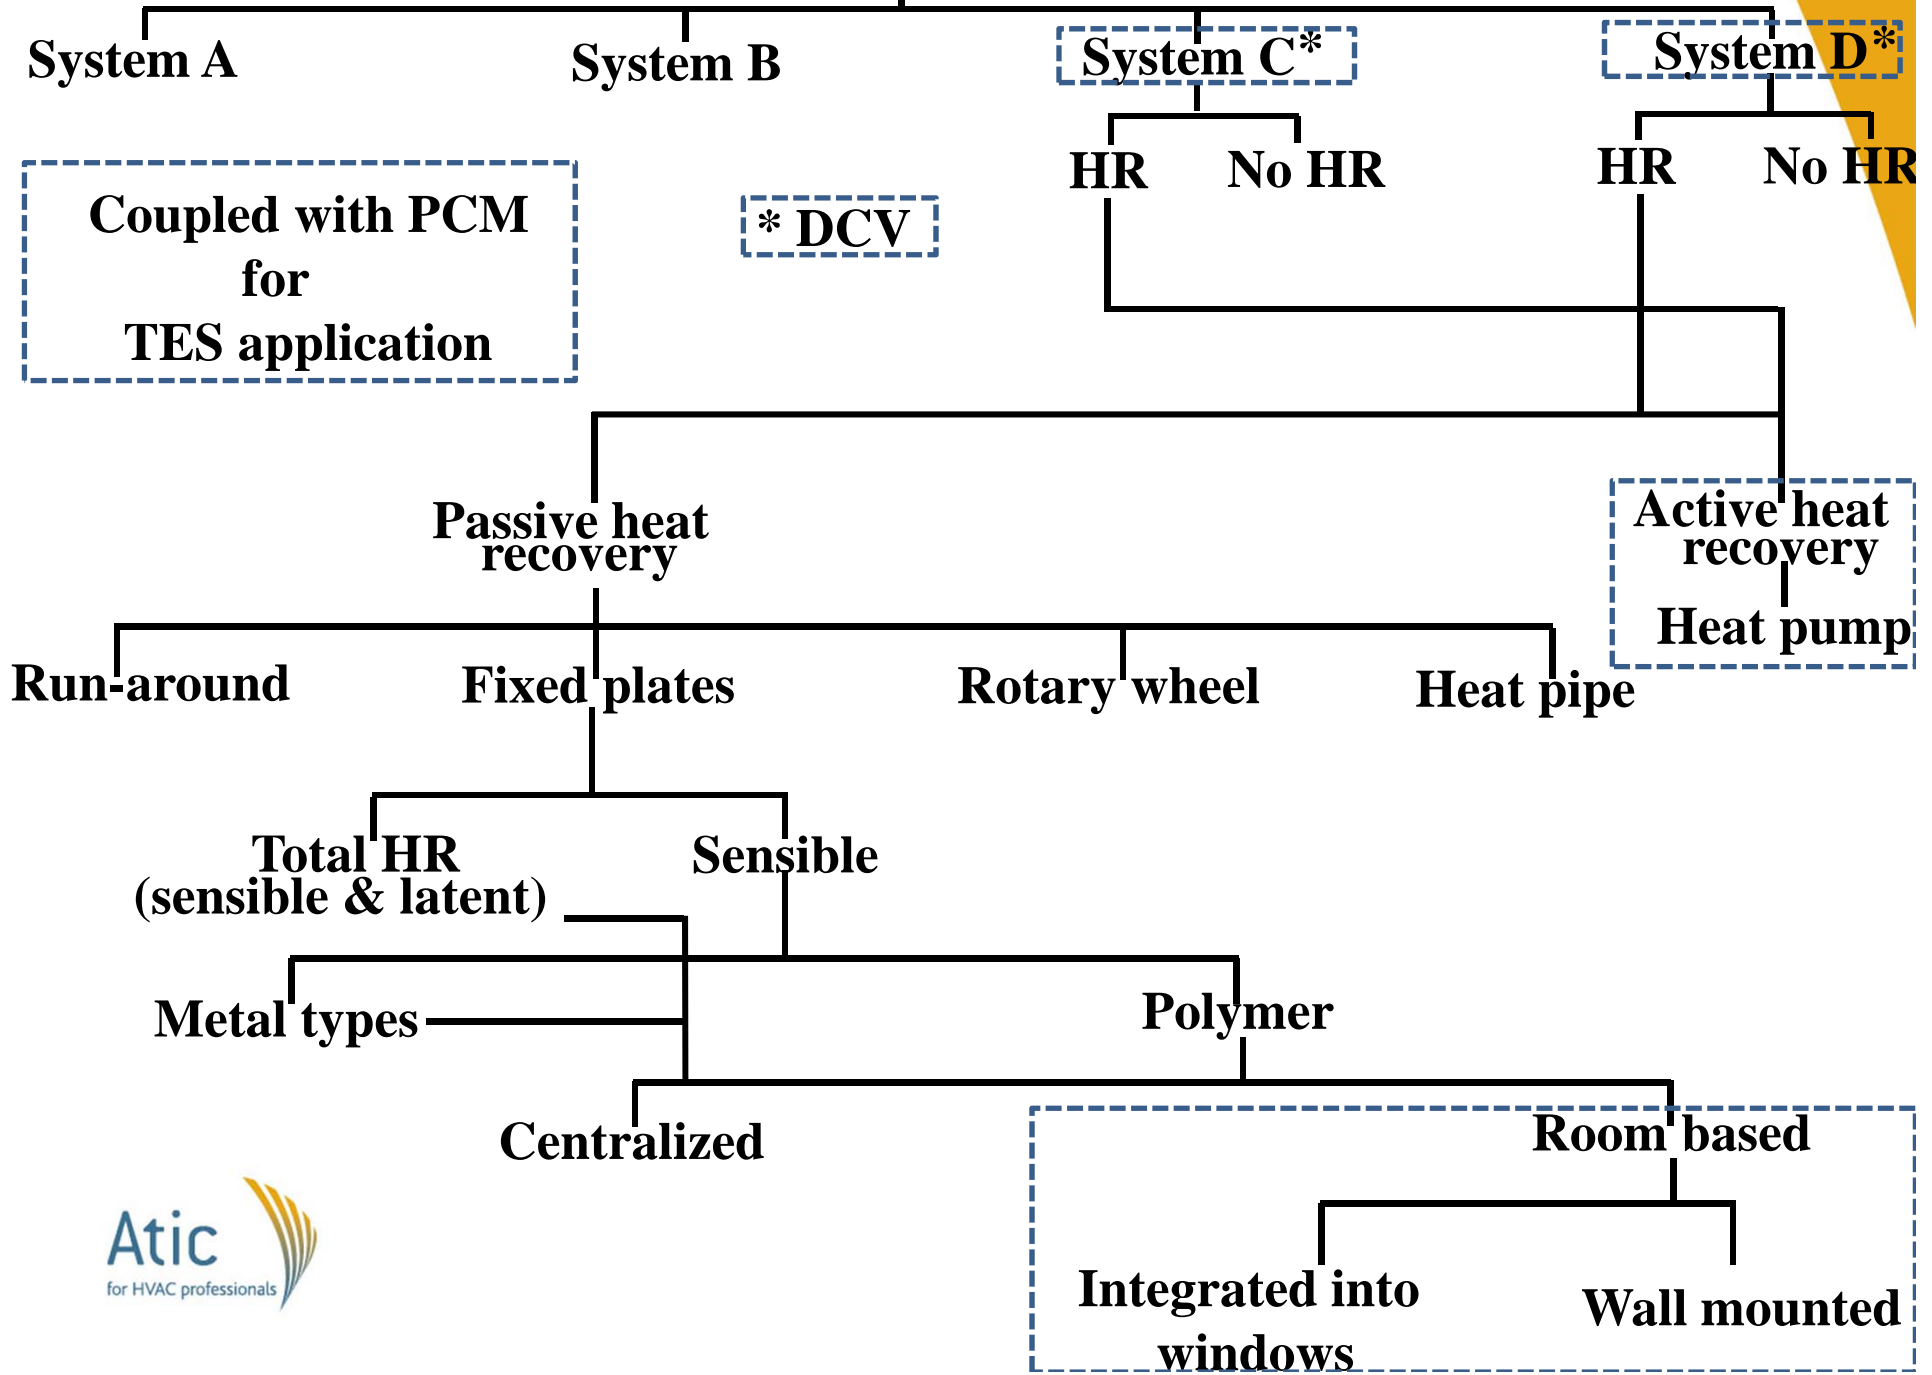 System A
System B
System C*
System D*
HR
No HR
HR
No HR
Coupled with PCM
for
TES application
* DCV
Passive heat
recovery
Active heat
recovery
Heat pump
Run-around
Fixed plates
Rotary wheel
Heat pipe
Total HR
(sensible & latent)
Sensible
Metal types
Polymer
Centralized
Room based
Integrated into
windows
Wall mounted
Atic
for HVAC professionals